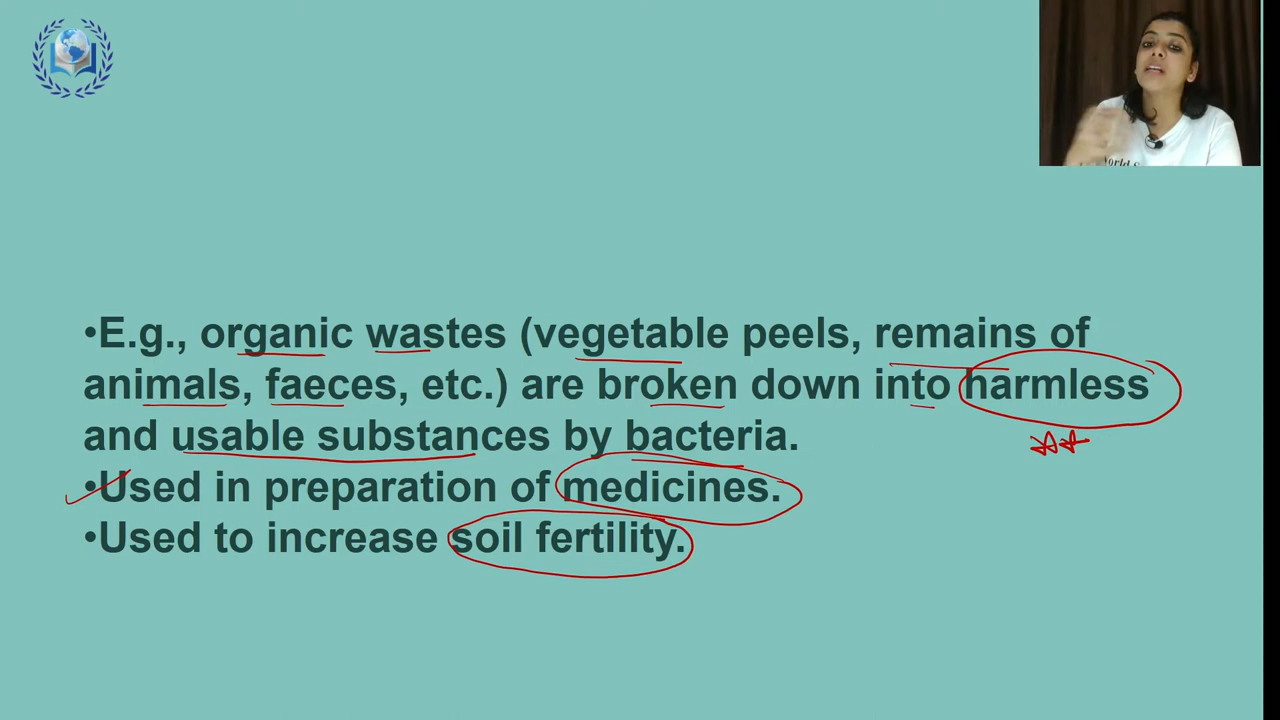 •E.g., organic wastes (vegetable peels, remains of
animals, faeces, etc.) are broken down into harmless
and usable substances by bacteria.
•Used in preparation of medicines.
•Used to increase soil fertility.